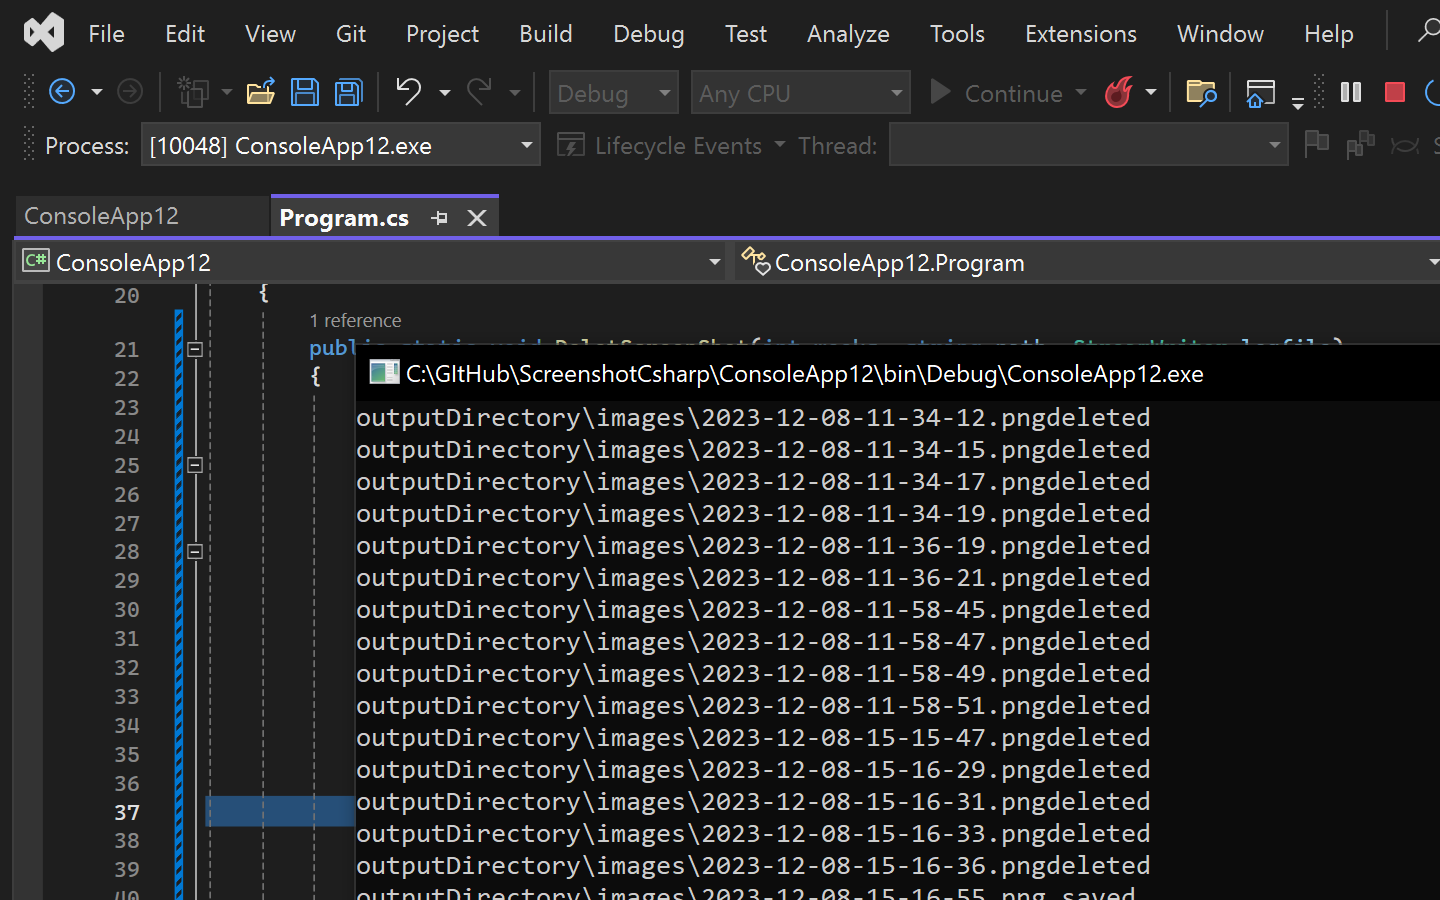 File Edit View Git Project Build Debug Test Analyze Tools Extensions Window Help
Debug Any CPU Continue
Process: [10048] ConsoleApp12.exe Lifecycle Events Thread:
ConsoleApp12 Program.cs
C# ConsoleApp12 ConsoleApp12.Program
20 {
1 reference
21 public static void
22 {
C:\GItHub\ScreenshotCsharp\ConsoleApp12\bin\Debug\ConsoleApp12.exe
23 outputDirectory\images\2023-12-08-11-34-12.pngdeleted
24 outputDirectory\images\2023-12-08-11-34-15.pngdeleted
25 outputDirectory\images\2023-12-08-11-34-17.pngdeleted
26 outputDirectory\images\2023-12-08-11-34-19.pngdeleted
27 outputDirectory\images\2023-12-08-11-36-19.pngdeleted
28 outputDirectory\images\2023-12-08-11-36-21.pngdeleted
29 outputDirectory\images\2023-12-08-11-58-45.pngdeleted
30 outputDirectory\images\2023-12-08-11-58-47.pngdeleted
31 outputDirectory\images\2023-12-08-11-58-49.pngdeleted
32 outputDirectory\images\2023-12-08-11-58-51.pngdeleted
33 outputDirectory\images\2023-12-08-15-15-47.pngdeleted
34 outputDirectory\images\2023-12-08-15-16-29.pngdeleted
35 outputDirectory\images\2023-12-08-15-16-31.pngdeleted
36 outputDirectory\images\2023-12-08-15-16-33.pngdeleted
37 outputDirectory\images\2023-12-08-15-16-36.pngdeleted
38 outputDirectory\images\2023-12-08-15-16-55.png saved
39
40